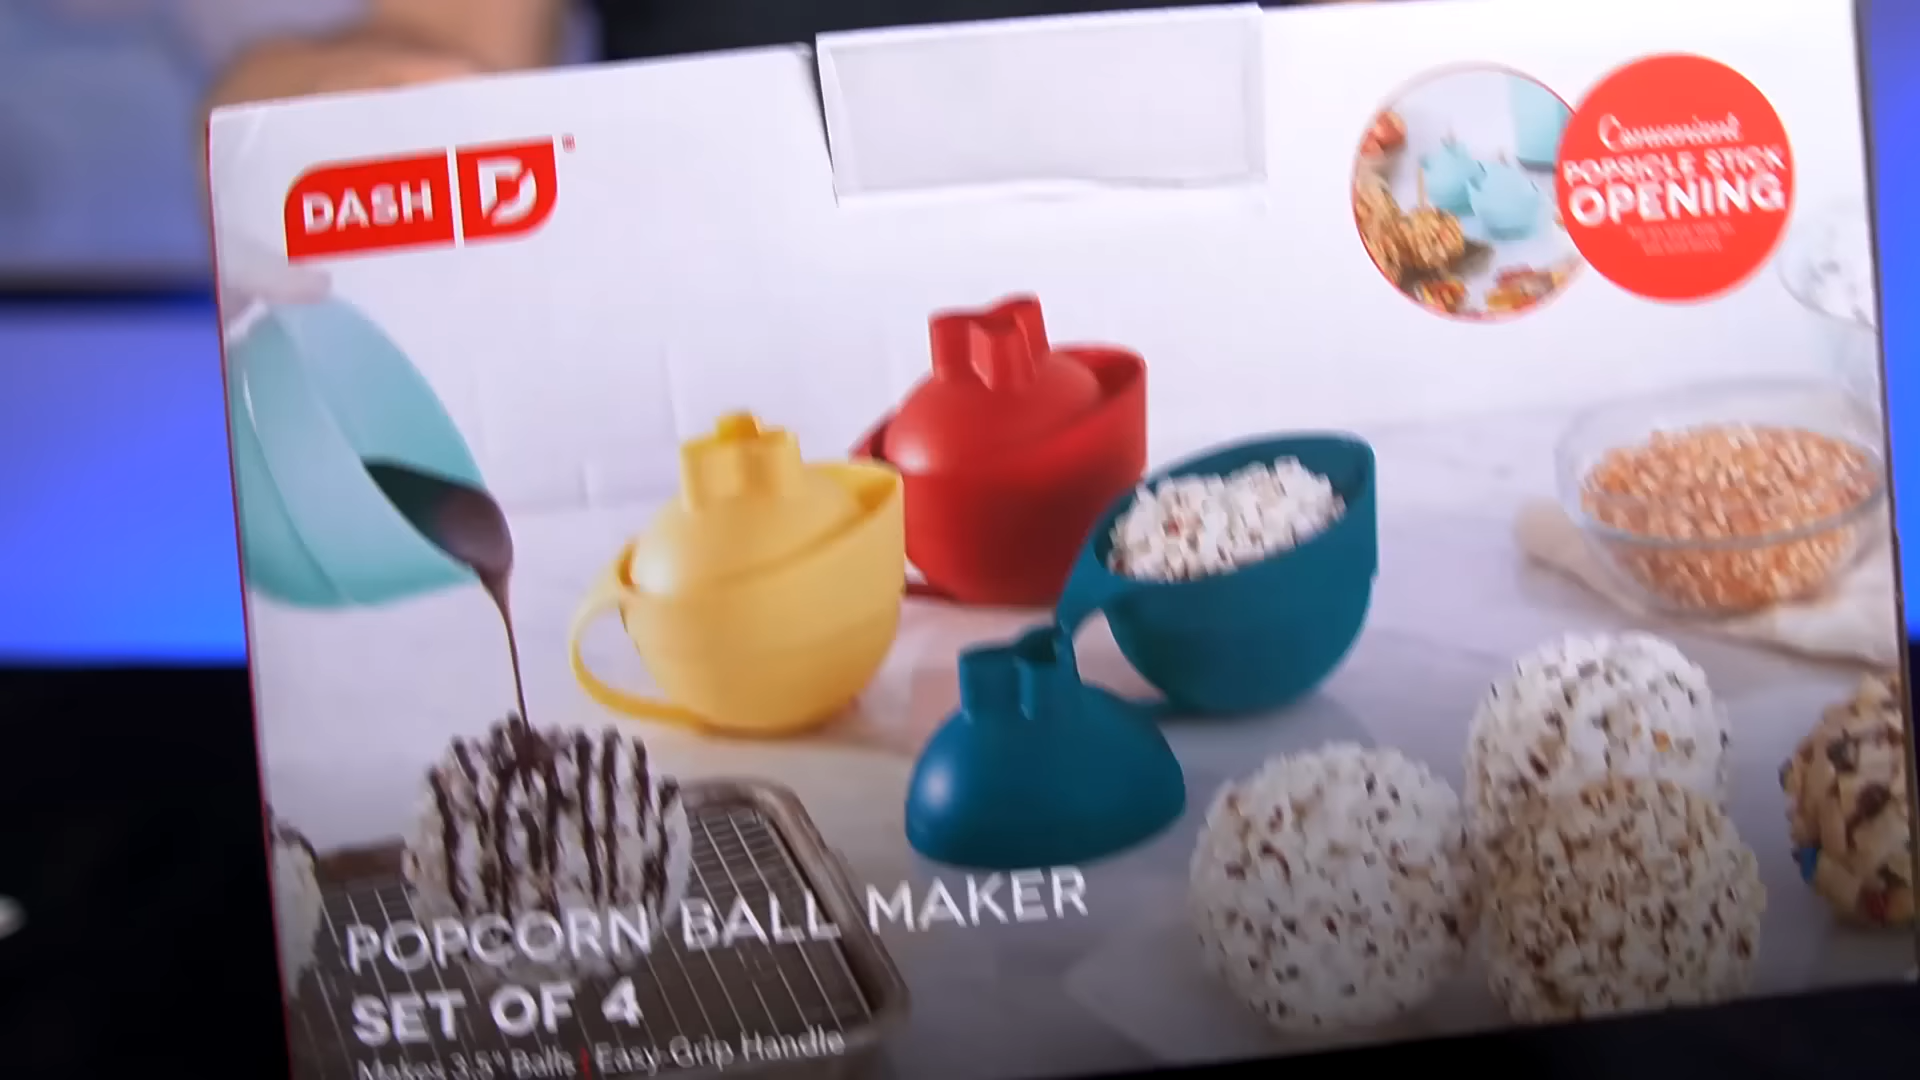 DASH D®
Convenient
POPSICLE STICK
OPENING
POPCORN BALL MAKER
SET OF 4
Makes 3.5" Balls | Easy-Grip Handle